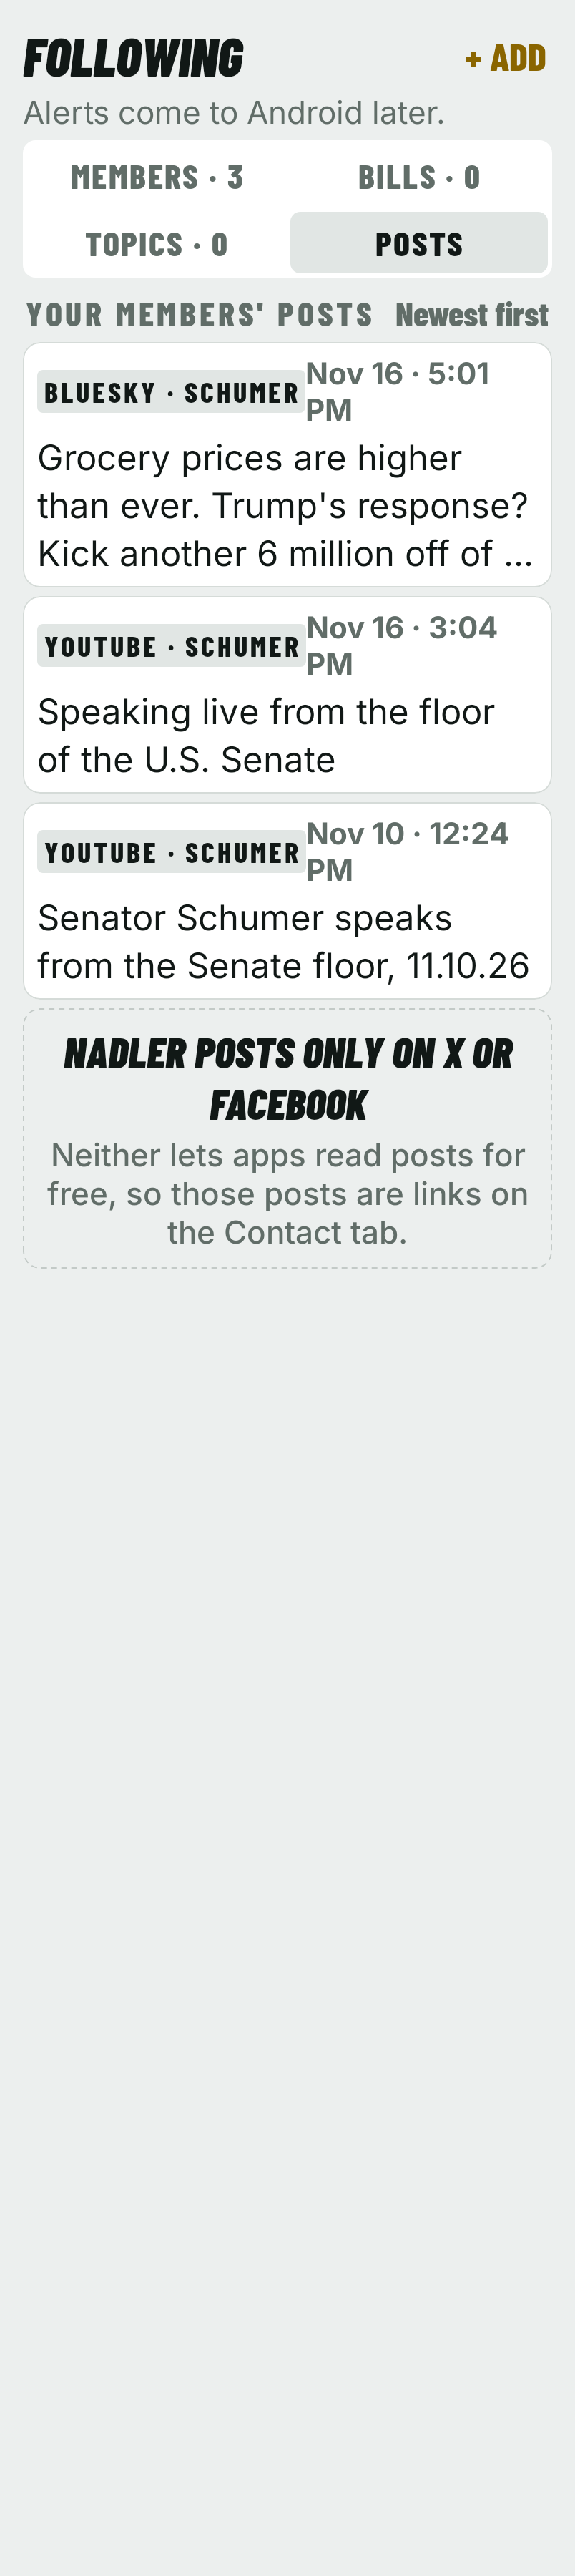 FOLLOWING
+ ADD
Alerts come to Android later.
MEMBERS · 3
BILLS · 0
TOPICS · 0
POSTS
YOUR MEMBERS' POSTS
Newest first
BLUESKY · SCHUMER
Nov 16 · 5:01
PM
Grocery prices are higher
than ever. Trump's response?
Kick another 6 million off of ...
YOUTUBE · SCHUMER
Nov 16 · 3:04
PM
Speaking live from the floor
of the U.S. Senate
YOUTUBE · SCHUMER
Nov 10 · 12:24
PM
Senator Schumer speaks
from the Senate floor, 11.10.26
NADLER POSTS ONLY ON X OR
FACEBOOK
Neither lets apps read posts for
free, so those posts are links on
the Contact tab.